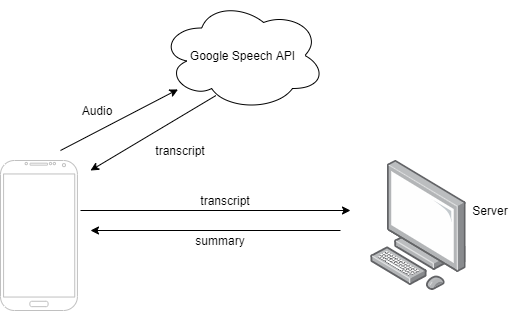 Google Speech API
Audio
transcript
transcript
Server
summary